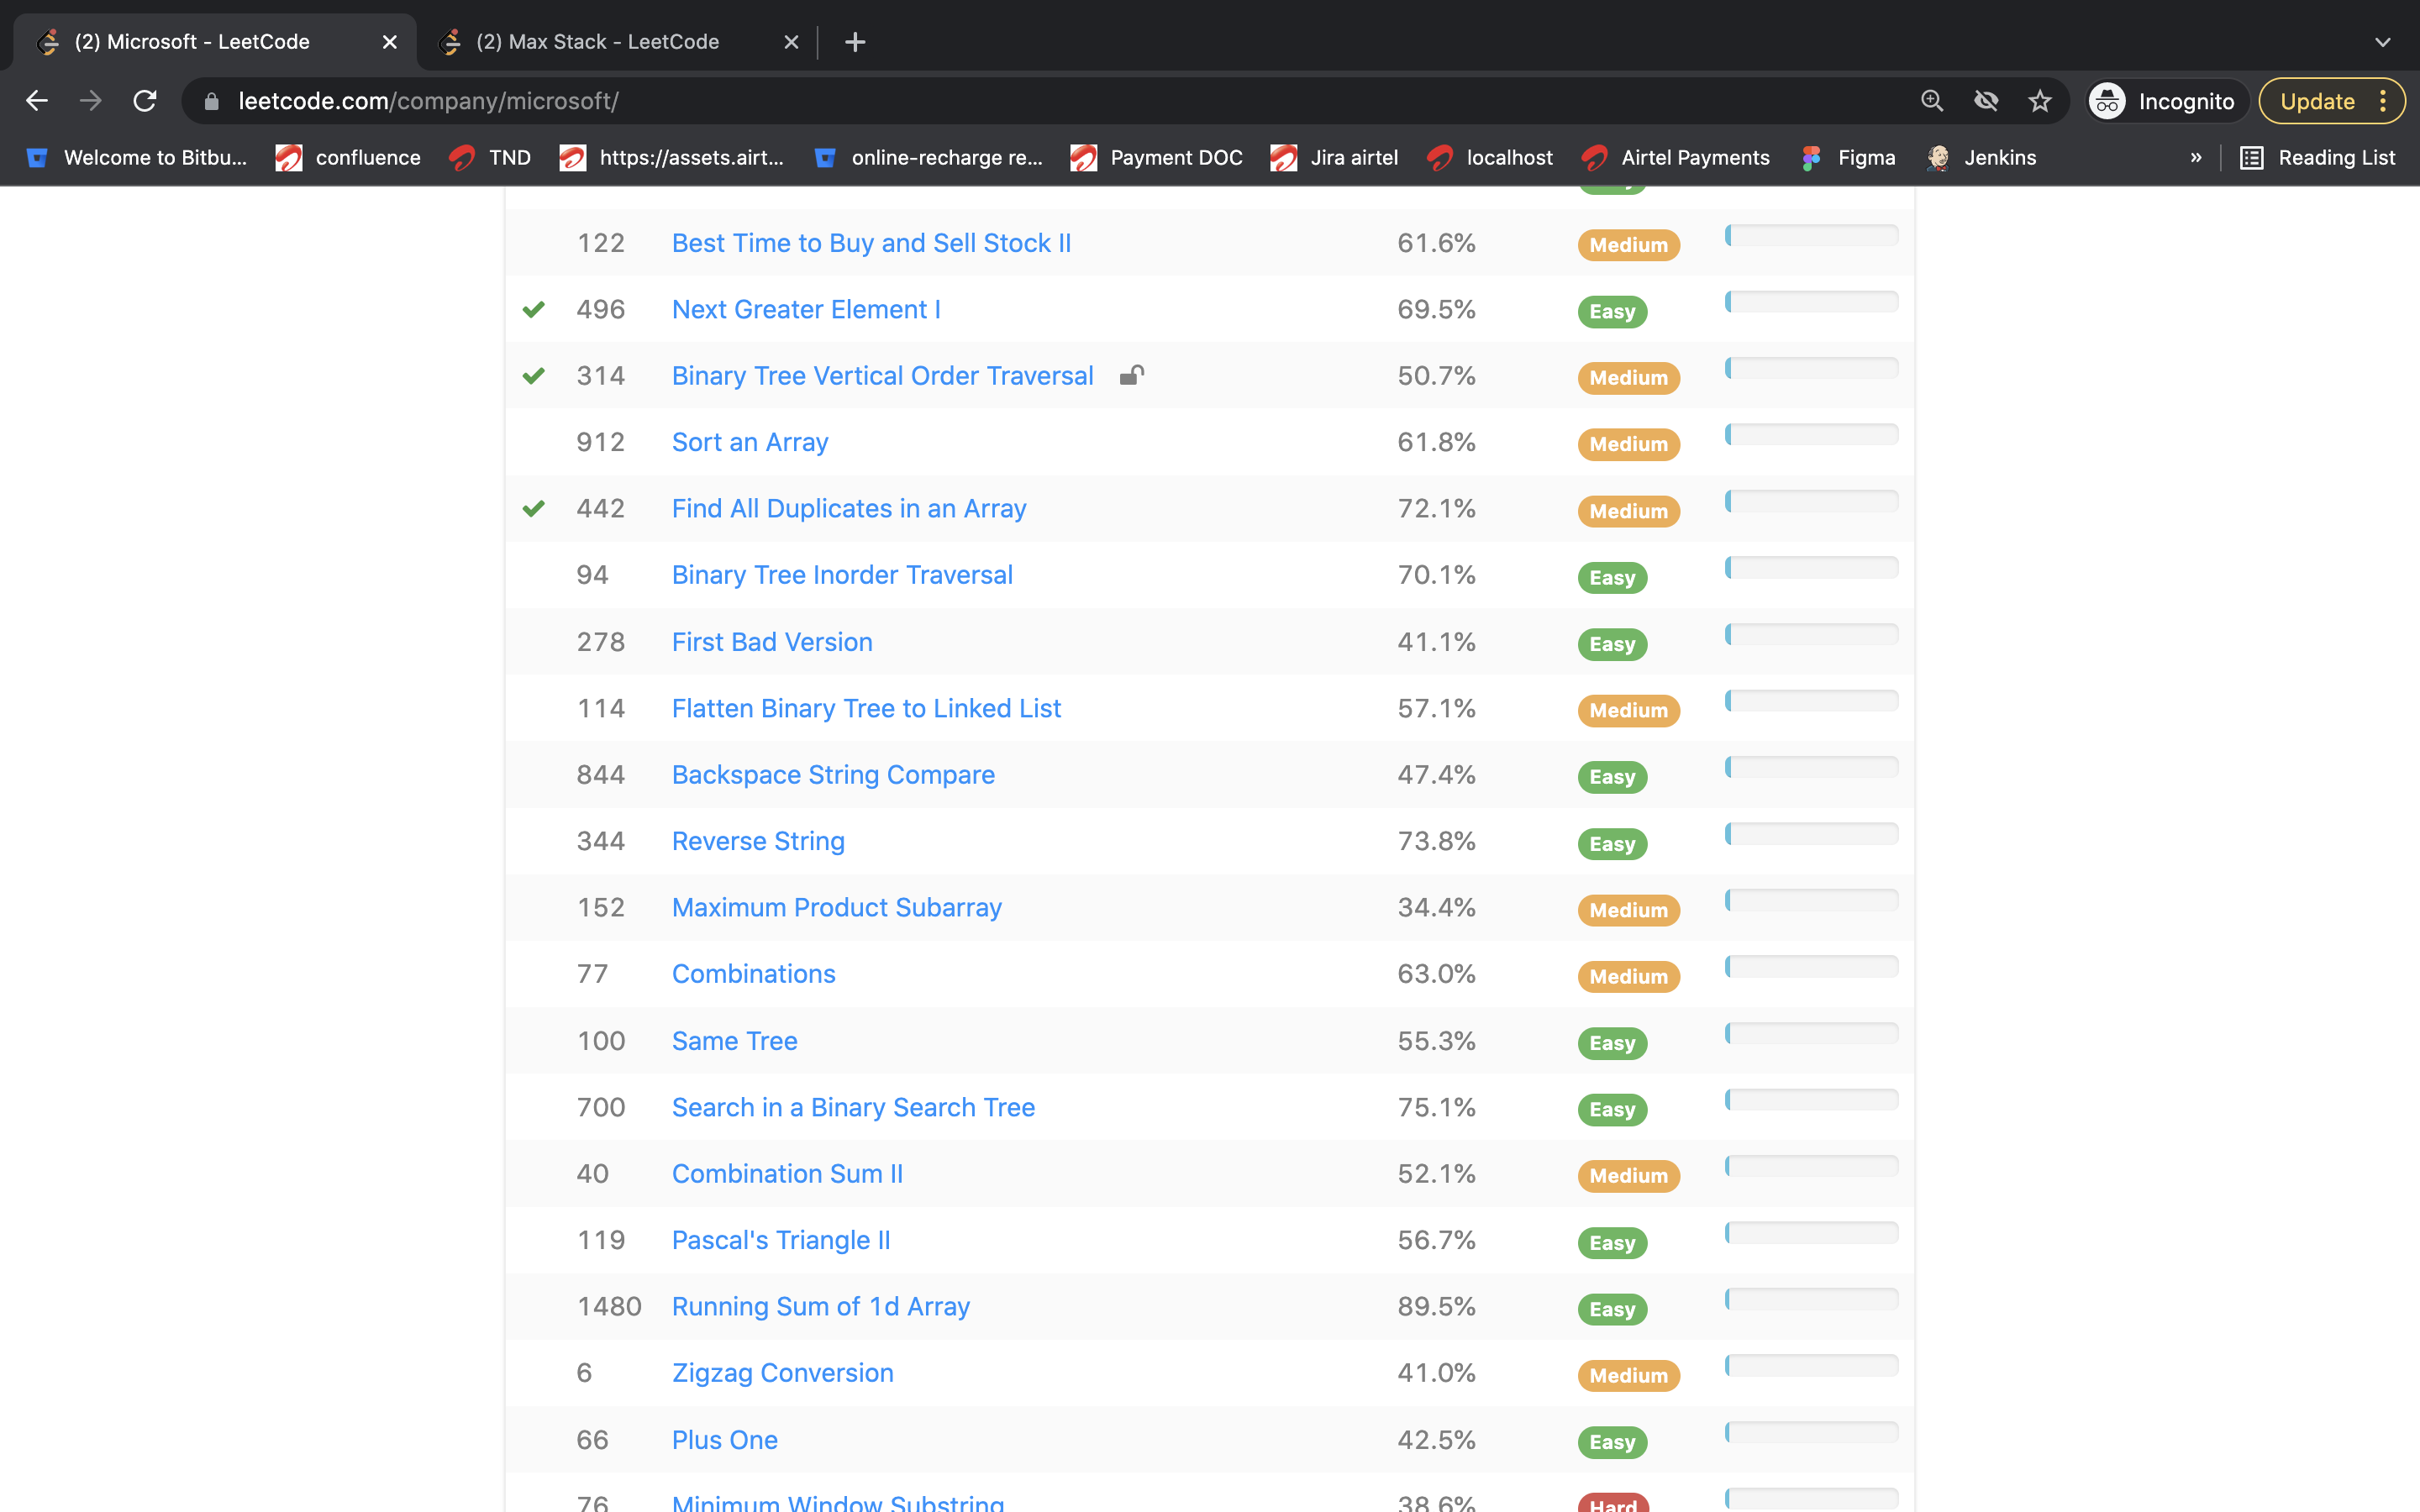 (2) Microsoft - LeetCode
(2) Max Stack - LeetCode
leetcode.com/company/microsoft/
Incognito
Update
Welcome to Bitbu...
confluence
TND
https://assets.airt...
online-recharge re...
Payment DOC
Jira airtel
localhost
Airtel Payments
Figma
Jenkins
»
Reading List
122 Best Time to Buy and Sell Stock II 61.6% Medium
496 Next Greater Element I 69.5% Easy
314 Binary Tree Vertical Order Traversal 50.7% Medium
912 Sort an Array 61.8% Medium
442 Find All Duplicates in an Array 72.1% Medium
94 Binary Tree Inorder Traversal 70.1% Easy
278 First Bad Version 41.1% Easy
114 Flatten Binary Tree to Linked List 57.1% Medium
844 Backspace String Compare 47.4% Easy
344 Reverse String 73.8% Easy
152 Maximum Product Subarray 34.4% Medium
77 Combinations 63.0% Medium
100 Same Tree 55.3% Easy
700 Search in a Binary Search Tree 75.1% Easy
40 Combination Sum II 52.1% Medium
119 Pascal's Triangle II 56.7% Easy
1480 Running Sum of 1d Array 89.5% Easy
6 Zigzag Conversion 41.0% Medium
66 Plus One 42.5% Easy
76 Minimum Window Substring 38.6% Hard